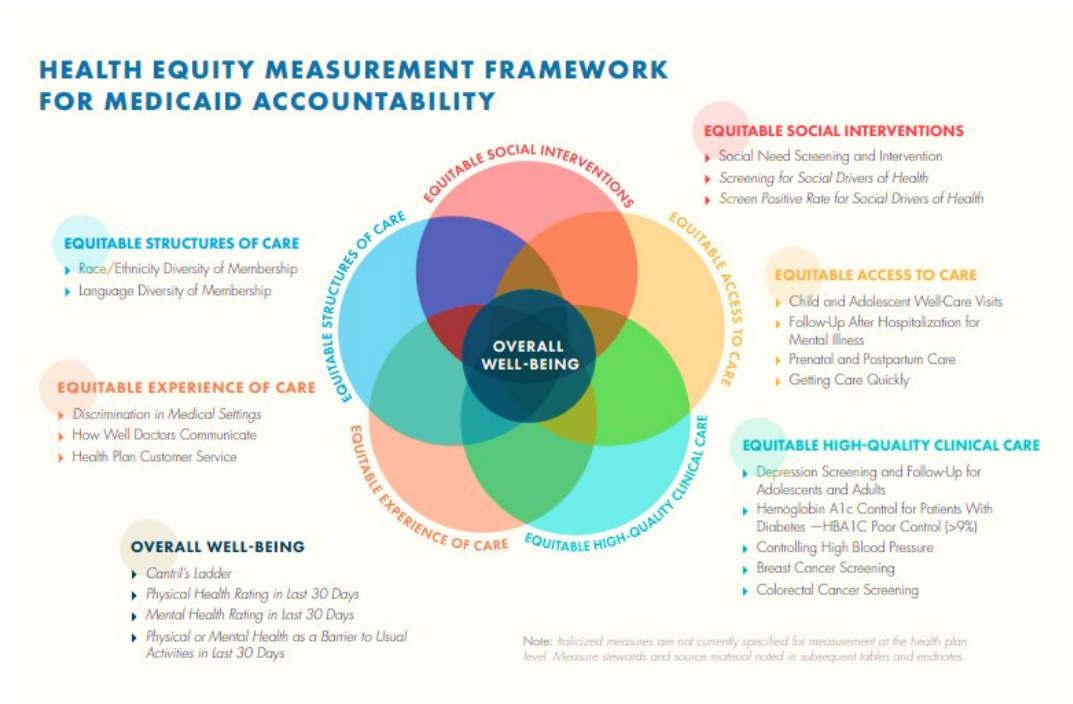 HEALTH EQUITY MEASUREMENT FRAMEWORK
FOR MEDICAID ACCOUNTABILITY
EQUITABLE SOCIAL INTERVENTIONS
Social Need Screening and Intervention
Screening for Social Drivers of Health
Screen Positive Rate for Social Drivers of Health
EQUITABLE STRUCTURES OF CARE
Race/Ethnicity Diversity of Membership
Language Diversity of Membership
EQUITABLE ACCESS TO CARE
Child and Adolescent Well-Care Visits
Follow-Up After Hospitalization for
Mental Illness
Prenatal and Postpartum Care
Getting Care Quickly
EQUITABLE EXPERIENCE OF CARE
Discrimination in Medical Settings
How Well Doctors Communicate
Health Plan Customer Service
EQUITABLE HIGH-QUALITY CLINICAL CARE
Depression Screening and Follow-Up for
Adolescents and Adults
Hemoglobin A1c Control for Patients With
Diabetes —HBA1C Poor Control (>9%)
Controlling High Blood Pressure
Breast Cancer Screening
Colorectal Cancer Screening
OVERALL WELL-BEING
Cantril's Ladder
Physical Health Rating in Last 30 Days
Mental Health Rating in Last 30 Days
Physical or Mental Health as a Barrier to Usual
Activities in Last 30 Days
EQUITABLE SOCIAL INTERVENTIONS
EQUITABLE ACCESS TO CARE
EQUITABLE HIGH-QUALITY CLINICAL CARE
EQUITABLE EXPERIENCE OF CARE
EQUITABLE STRUCTURES OF CARE
OVERALL
WELL-BEING
Note: Italicized measures are not currently specified for measurement at the health plan
level. Measure stewards and source material noted in subsequent tables and endnotes.